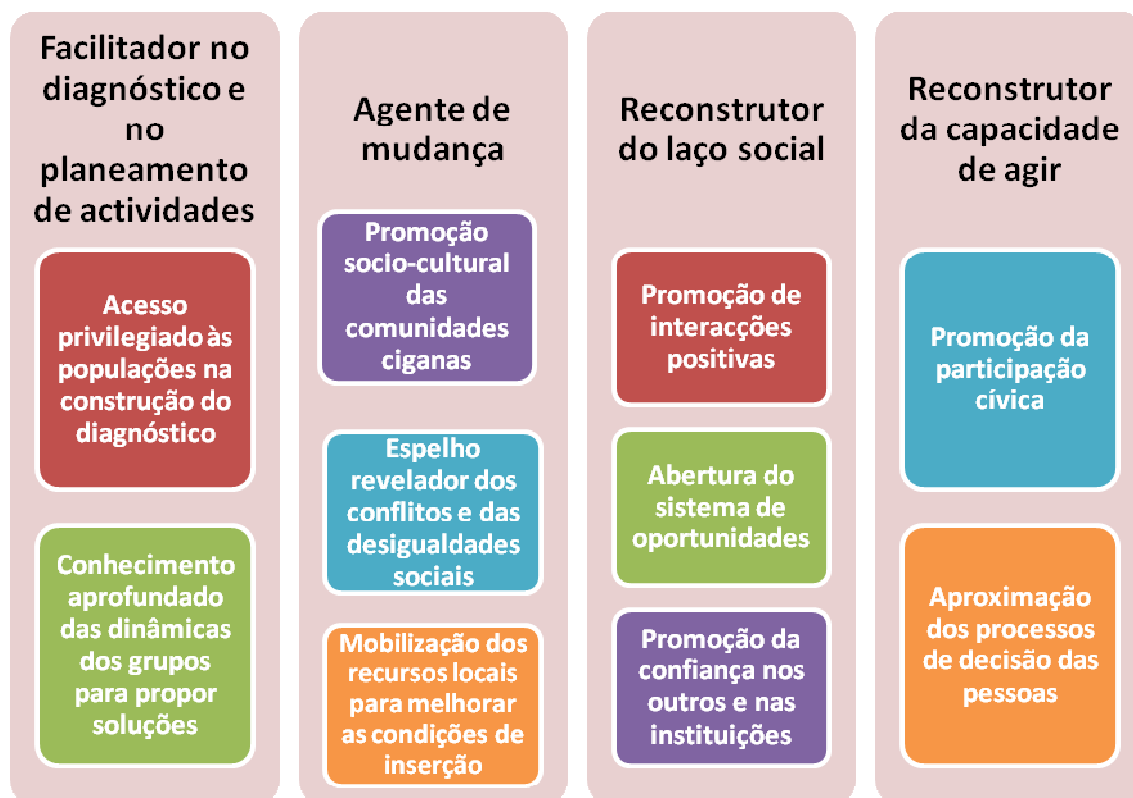 Facilitador no
diagnóstico e
no
planeamento
de actividades
Acesso
privilegiado às
populações na
construção do
diagnóstico
Conhecimento
aprofundado
das dinâmicas
dos grupos
para propor
soluções
Agente de
mudança
Promoção
socio-cultural
das
comunidades
ciganas
Espelho
revelador dos
conflitos e das
desigualdades
sociais
Mobilização dos
recursos locais
para melhorar
as condições de
inserção
Reconstrutor
do laço social
Promoção de
interacções
positivas
Abertura do
sistema de
oportunidades
Promoção da
confiança nos
outros e nas
instituições
Reconstrutor
da capacidade
de agir
Promoção da
participação
cívica
Aproximação
dos processos
de decisão das
pessoas